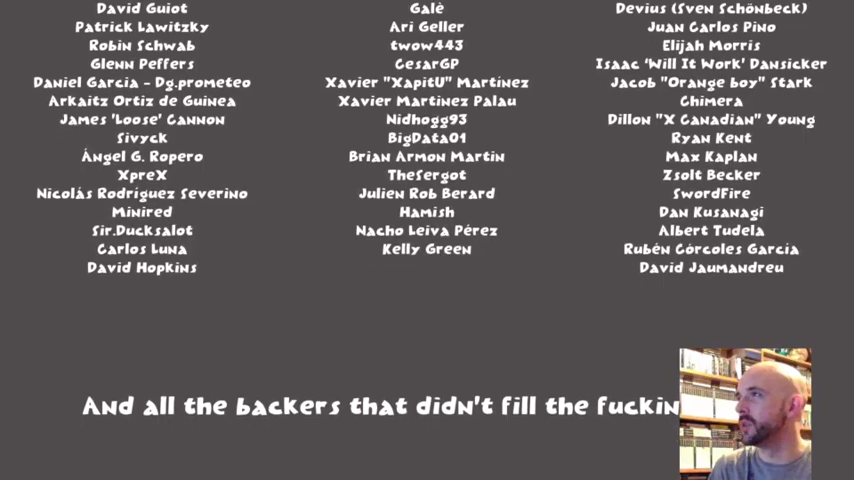 David Guiot
Patrick Lawitzky
Robin Schwab
Glenn Peffers
Daniel Garcia - Dg.prometeo
Arkaitz Ortiz de Guinea
James 'Loose' Cannon
Sivyck
Ángel G. Ropero
XpreX
Nicolás Rodríguez Severino
Minired
Sir.Ducksalot
Carlos Luna
David Hopkins
Galè
Ari Geller
twow443
CesarGP
Xavier "XapitU" Martínez
Xavier Martinez Palau
Nidhogg93
BigData01
Brian Armon Martin
TheSergot
Julien Rob Berard
Hamish
Nacho Leiva Pérez
Kelly Green
Devius (Sven Schönbeck)
Juan Carlos Pino
Elijah Morris
Isaac 'Will It Work' Dansicker
Jacob "Orange boy" Stark
Chimera
Dillon "X Canadian" Young
Ryan Kent
Max Kaplan
Zsolt Becker
SwordFire
Dan Kusanagi
Albert Tudela
Rubén Córcoles García
David Jaumandreu
And all the backers that didn't fill the fuckin